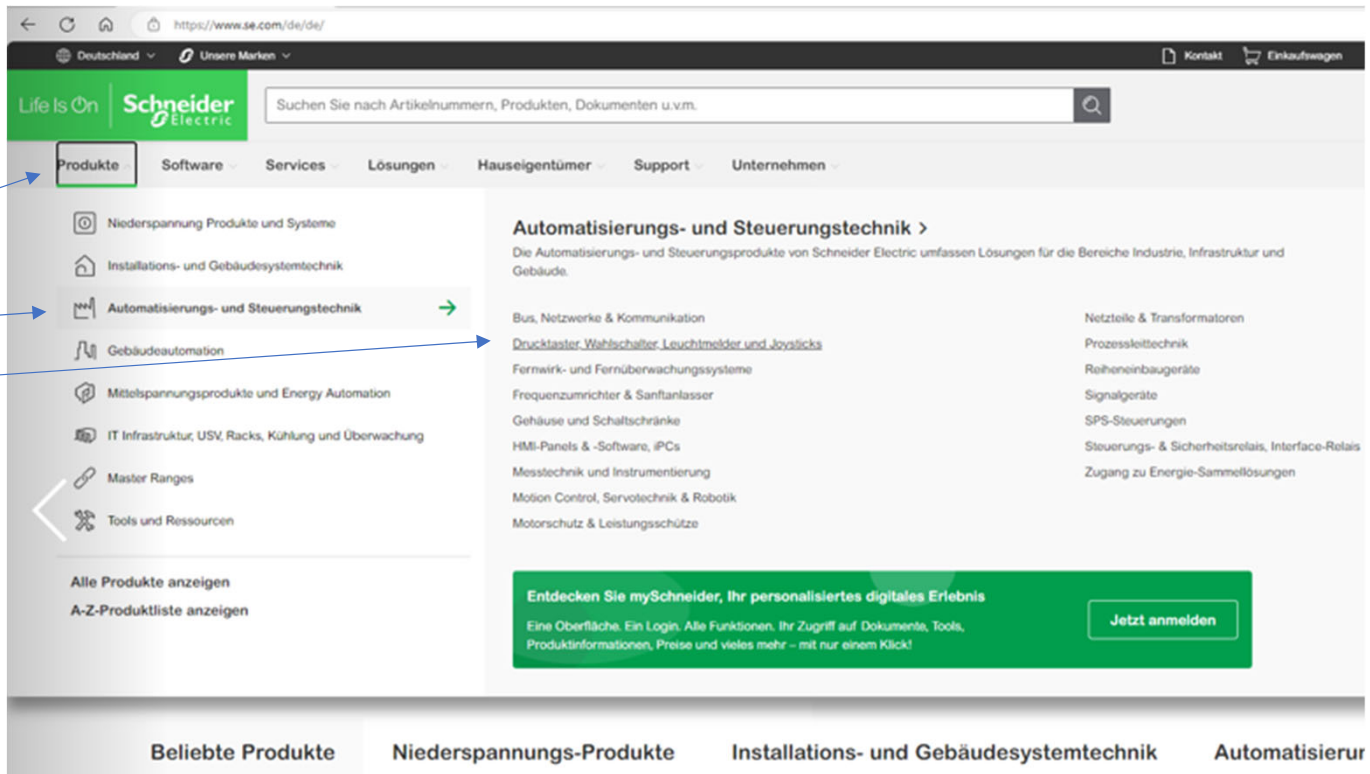 https://www.se.com/de/de/
Deutschland
Unsere Marken
Kontakt
Einkaufswagen
Life Is On
Schneider
Electric
Suchen Sie nach Artikelnummern, Produkten, Dokumenten u.v.m.
Produkte
Software
Services
Lösungen
Hauseigentümer
Support
Unternehmen
Niederspannung Produkte und Systeme
Installations- und Gebäudesystemtechnik
Automatisierungs- und Steuerungstechnik
Gebäudeautomation
Mittelspannungsprodukte und Energy Automation
IT Infrastruktur, USV, Racks, Kühlung und Überwachung
Master Ranges
Tools und Ressourcen
Alle Produkte anzeigen
A-Z-Produktliste anzeigen
Automatisierungs- und Steuerungstechnik >
Die Automatisierungs- und Steuerungsprodukte von Schneider Electric umfassen Lösungen für die Bereiche Industrie, Infrastruktur und
Gebäude.
Bus, Netzwerke & Kommunikation
Drucktaster, Wahlschalter, Leuchtmelder und Joysticks
Fernwirk- und Fernüberwachungssysteme
Frequenzumrichter & Sanftanlasser
Gehäuse und Schaltschränke
HMI-Panels & -Software, iPCs
Messtechnik und Instrumentierung
Motion Control, Servotechnik & Robotik
Motorschutz & Leistungsschütze
Netzteile & Transformatoren
Prozessleittechnik
Reiheneinbaugeräte
Signalgeräte
SPS-Steuerungen
Steuerungs- & Sicherheitsrelais, Interface-Relais
Zugang zu Energie-Sammellösungen
Entdecken Sie mySchneider, Ihr personalisiertes digitales Erlebnis
Eine Oberfläche. Ein Login. Alle Funktionen. Ihr Zugriff auf Dokumente, Tools,
Produktinformationen, Preise und vieles mehr – mit nur einem Klick!
Jetzt anmelden
Beliebte Produkte
Niederspannungs-Produkte
Installations- und Gebäudesystemtechnik
Automatisierun